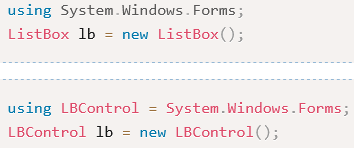 using System.Windows.Forms;
ListBox lb = new ListBox();
using LBControl = System.Windows.Forms;
LBControl lb = new LBControl();